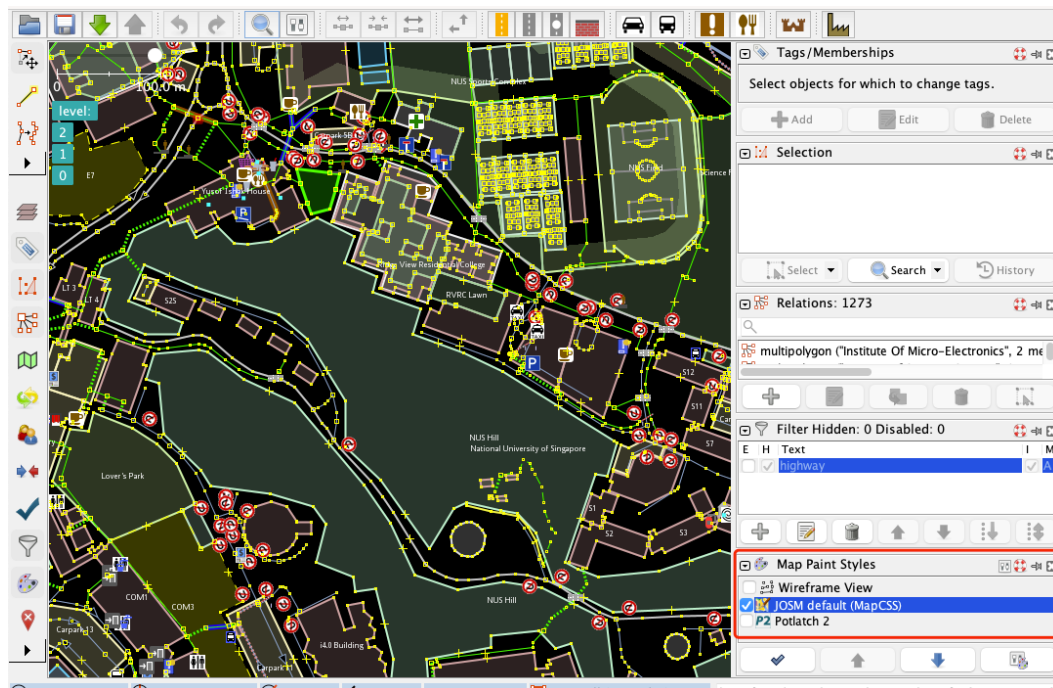 Tags/Memberships
Select objects for which to change tags.
Add
Edit
Delete
Selection
Select
Search
History
Relations: 1273
multipolygon ("Institute Of Micro-Electronics", 2 me
Filter Hidden: 0 Disabled: 0
E H Text I M
highway
Map Paint Styles
Wireframe View
JOSM default (MapCSS)
P2 Potlatch 2
0
100.0 m
level:
2
1
0
E7
NUS Sports Complex
Carpark 5B
NUS Field
Yusof Ishak House
River View Residential College
RVRC Lawn
LT 3
LT 4
S2S
S12
S11
S7
NUS Hill
National University of Singapore
Lover's Park
S1
S2
S3
NUS Hill
COM1
COM3
Carpark 13
i4.0 Building
Carpark